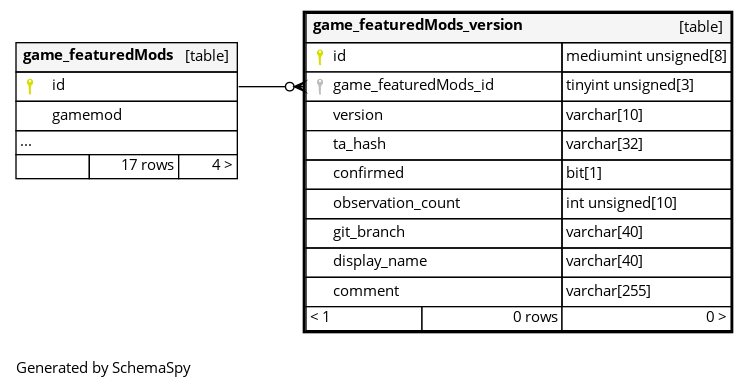 game_featuredMods [table]
id
gamemod
...
17 rows 4 >
game_featuredMods_version [table]
id mediumint unsigned[8]
game_featuredMods_id tinyint unsigned[3]
version varchar[10]
ta_hash varchar[32]
confirmed bit[1]
observation_count int unsigned[10]
git_branch varchar[40]
display_name varchar[40]
comment varchar[255]
< 1 0 rows 0 >
Generated by SchemaSpy